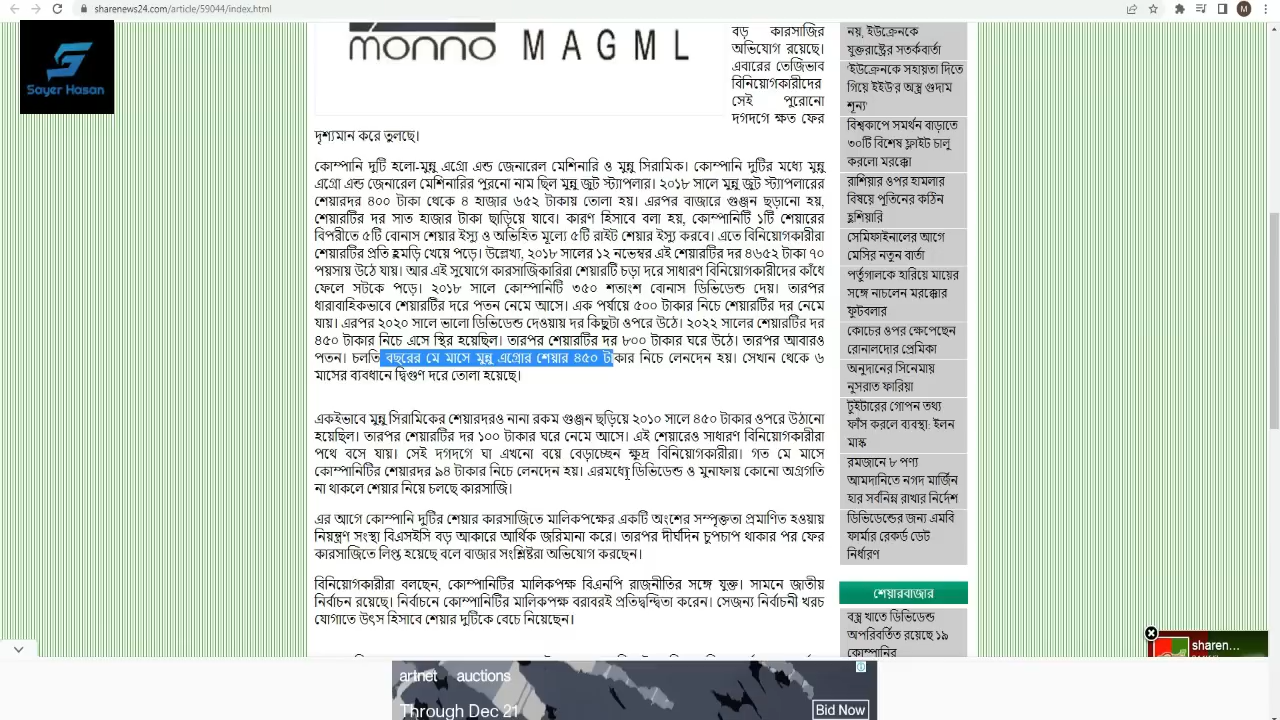 sharenews24.com/article/59044/index.html
M
Sayer Hasan
monno MAGML
বড় কারসাজির
অভিযোগ রয়েছে।
এবারের তেজিভাব
বিনিয়োগকারীদের
সেই পুরোনো
দগদগে ক্ষত ফের
দৃশ্যমান করে তুলছে।
কোম্পানি দুটি হলো-মুন্নু এগ্রো এন্ড জেনারেল মেশিনারি ও মুন্নু সিরামিক। কোম্পানি দুটির মধ্যে মুন্নু
এগ্রো এন্ড জেনারেল মেশিনারির পুরনো নাম ছিল মুন্নু জুট স্ট্যাপলার। ২০১৮ সালে মুন্নু জুট স্ট্যাপলারের
শেয়ারদর ৪০০ টাকা থেকে ৪ হাজার ৬৫২ টাকায় তোলা হয়। এরপর বাজারে গুঞ্জন ছড়ানো হয়,
শেয়ারটির দর সাত হাজার টাকা ছাড়িয়ে যাবে। কারণ হিসাবে বলা হয়, কোম্পানিটি ১টি শেয়ারের
বিপরীতে ৫টি বোনাস শেয়ার ইস্যু ও অভিহিত মূল্যে ৫টি রাইট শেয়ার ইস্যু করবে। এতে বিনিয়োগকারীরা
শেয়ারটির প্রতি হুমড়ি খেয়ে পড়ে। উল্লেখ্য, ২০১৮ সালের ১২ নভেম্বর এই শেয়ারটির দর ৪৬৫২ টাকা ৭০
পয়সায় উঠে যায়। আর এই সুযোগে কারসাজিকারিরা শেয়ারটি চড়া দরে সাধারণ বিনিয়োগকারীদের কাঁধে
ফেলে সটকে পড়ে। ২০১৮ সালে কোম্পানিটি ৩৫০ শতাংশ বোনাস ডিভিডেন্ড দেয়। তারপর
ধারাবাহিকভাবে শেয়ারটির দরে পতন নেমে আসে। এক পর্যায়ে ৫০০ টাকার নিচে শেয়ারটির দর নেমে
যায়। এরপর ২০২০ সালে ভালো ডিভিডেন্ড দেওয়ায় দর কিছুটা ওপরে উঠে। ২০২২ সালের শেয়ারটির দর
৪৫০ টাকার নিচে এসে স্থির হয়েছিল। তারপর শেয়ারটির দর ৮০০ টাকার ঘরে উঠে। তারপর আবারও
পতন। চলতি বছরের মে মাসে মুন্নু এগ্রোর শেয়ার ৪৫০ টাকার নিচে লেনদেন হয়। সেখান থেকে ৬
মাসের ব্যবধানে দ্বিগুণ দরে তোলা হয়েছে।
একইভাবে মুন্নু সিরামিকের শেয়ারদরও নানা রকম গুঞ্জন ছড়িয়ে ২০১০ সালে ৪৫০ টাকার ওপরে উঠানো
হয়েছিল। তারপর শেয়ারটির দর ১০০ টাকার ঘরে নেমে আসে। এই শেয়ারেও সাধারণ বিনিয়োগকারীরা
পথে বসে যায়। সেই দগদগে ঘা এখনো বয়ে বেড়াচ্ছেন ক্ষুদ্র বিনিয়োগকারীরা। গত মে মাসে
কোম্পানিটির শেয়ারদর ৯৪ টাকার নিচে লেনদেন হয়। এরমধ্যে ডিভিডেন্ড ও মুনাফায় কোনো অগ্রগতি
না থাকলে শেয়ার নিয়ে চলছে কারসাজি।
এর আগে কোম্পানি দুটির শেয়ার কারসাজিতে মালিকপক্ষের একটি অংশের সম্পৃক্ততা প্রমাণিত হওয়ায়
নিয়ন্ত্রণ সংস্থা বিএসইসি বড় আকারে আর্থিক জরিমানা করে। তারপর দীর্ঘদিন চুপচাপ থাকার পর ফের
কারসাজিতে লিপ্ত হয়েছে বলে বাজার সংশ্লিষ্টরা অভিযোগ করছেন।
বিনিয়োগকারীরা বলছেন, কোম্পানিটির মালিকপক্ষ বিএনপি রাজনীতির সঙ্গে যুক্ত। সামনে জাতীয়
নির্বাচন রয়েছে। নির্বাচনে কোম্পানিটির মালিকপক্ষ বরাবরই প্রতিদ্বন্দ্বিতা করেন। সেজন্য নির্বাচনী খরচ
যোগাতে উৎস হিসাবে শেয়ার দুটিকে বেচে নিয়েছেন।
নয়, ইউক্রেনকে
যুক্তরাষ্ট্রের সতর্কবার্তা
'ইউক্রেনকে সহায়তা দিতে
গিয়ে ইইউ'র অস্ত্র গুদাম
শূন্য'
বিশ্বকাপে সমর্থন বাড়াতে
৩০টি বিশেষ ফ্লাইট চালু
করলো মরক্কো
রাশিয়ার ওপর হামলার
বিষয়ে পুতিনের কঠিন
হুশিয়ারি
সেমিফাইনালের আগে
মেসির নতুন বার্তা
পর্তুগালকে হারিয়ে মায়ের
সঙ্গে নাচলেন মরক্কোর
ফুটবলার
কোচের ওপর ক্ষেপেছেন
রোনালদোর প্রেমিকা
অনুদানের সিনেমায়
নুসরাত ফারিয়া
টুইটারের গোপন তথ্য
ফাঁস করলে ব্যবস্থা: ইলন
মাস্ক
রমজানে ৮ পণ্য
আমদানিতে নগদ মার্জিন
হার সর্বনিম্ন রাখার নির্দেশ
ডিভিডেন্ডের জন্য এমবি
ফার্মার রেকর্ড ডেট
নির্ধারণ
শেয়ারবাজার
বস্ত্র খাতে ডিভিডেন্ড
অপরিবর্তিত রয়েছে ১৯
কোম্পানির
sharen...
artnet auctions
Through Dec 21
Bid Now